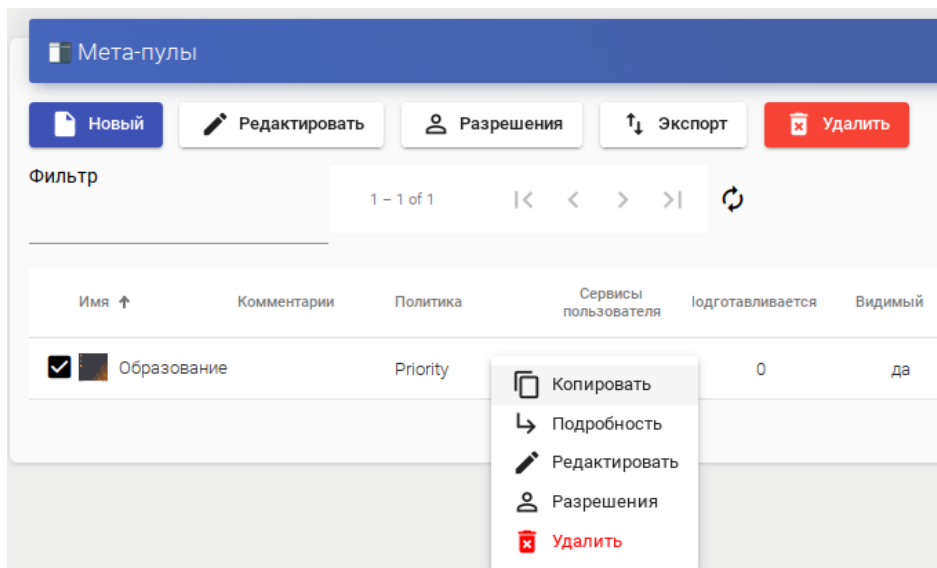 Мета-пулы
Новый Редактировать Разрешения Экспорт Удалить
Фильтр
1 – 1 of 1
Имя Комментарии Политика Сервисы пользователя Іодготавливается Видимый
Образование Priority 0 да
Копировать
Подробность
Редактировать
Разрешения
Удалить